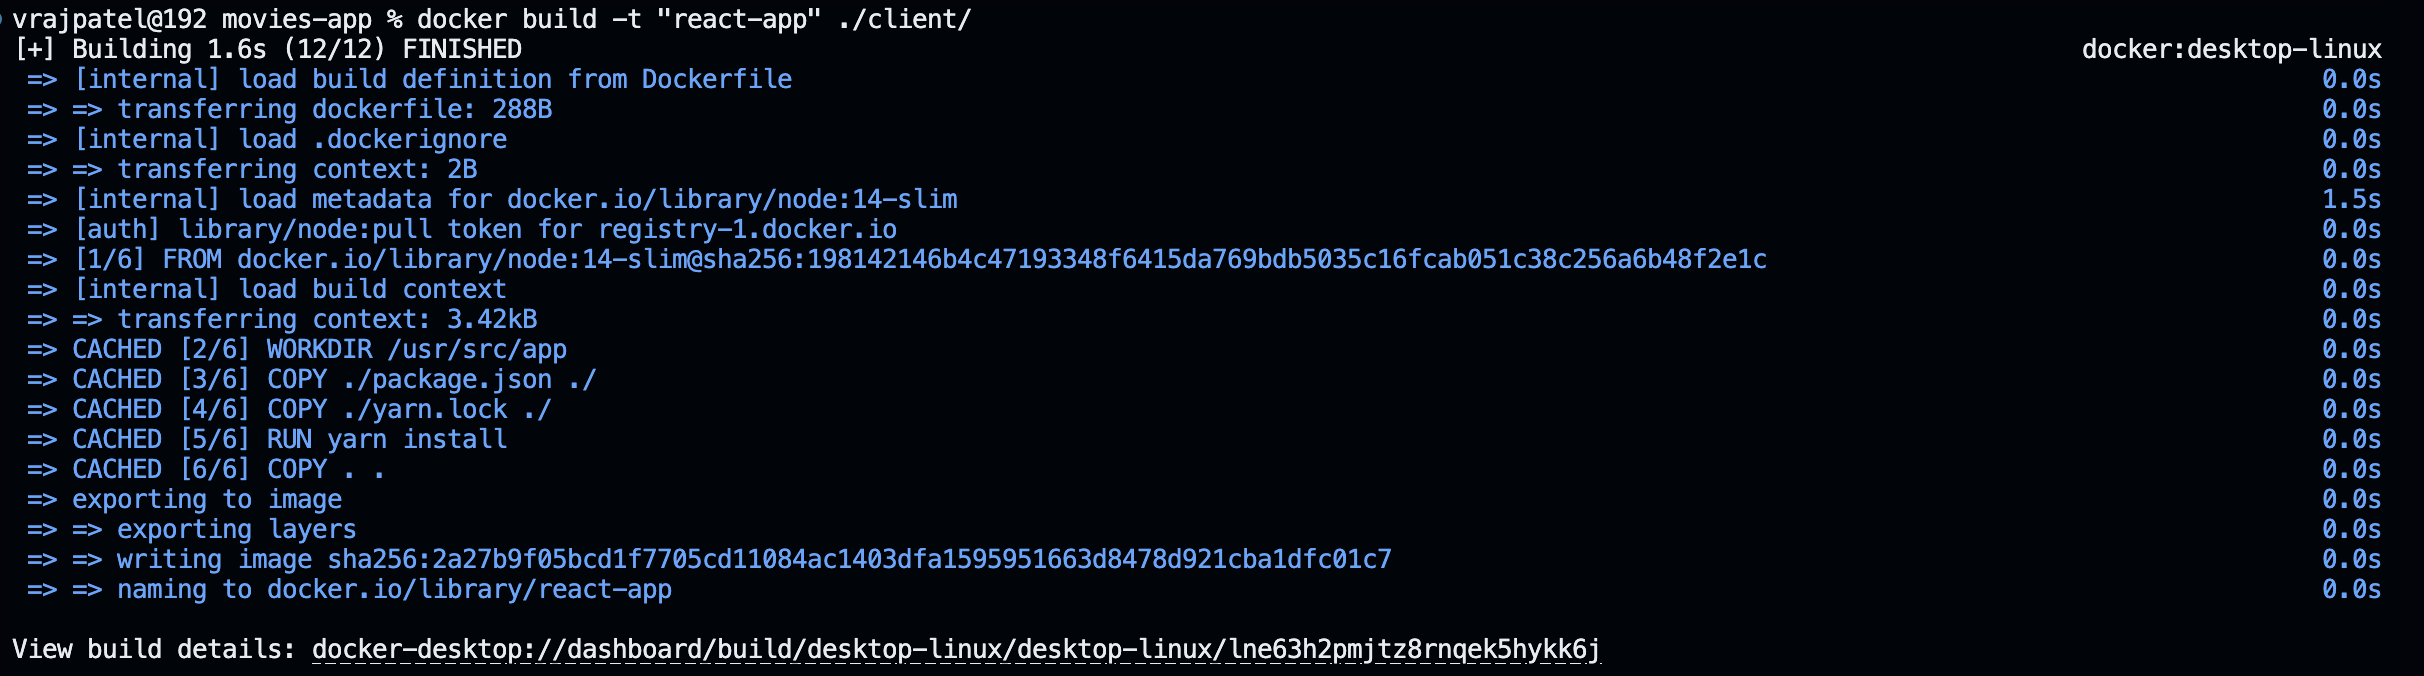 vrajpatel@192 movies-app % docker build -t "react-app" ./client/
[+] Building 1.6s (12/12) FINISHED docker:desktop-linux
=> [internal] load build definition from Dockerfile 0.0s
=> => transferring dockerfile: 288B 0.0s
=> [internal] load .dockerignore 0.0s
=> => transferring context: 2B 0.0s
=> [internal] load metadata for docker.io/library/node:14-slim 1.5s
=> [auth] library/node:pull token for registry-1.docker.io 0.0s
=> [1/6] FROM docker.io/library/node:14-slim@sha256:198142146b4c47193348f6415da769bdb5035c16fcab051c38c256a6b48f2e1c 0.0s
=> [internal] load build context 0.0s
=> => transferring context: 3.42kB 0.0s
=> CACHED [2/6] WORKDIR /usr/src/app 0.0s
=> CACHED [3/6] COPY ./package.json ./ 0.0s
=> CACHED [4/6] COPY ./yarn.lock ./ 0.0s
=> CACHED [5/6] RUN yarn install 0.0s
=> CACHED [6/6] COPY . . 0.0s
=> exporting to image 0.0s
=> => exporting layers 0.0s
=> => writing image sha256:2a27b9f05bcd1f7705cd11084ac1403dfa1595951663d8478d921cba1dfc01c7 0.0s
=> => naming to docker.io/library/react-app 0.0s
View build details: docker-desktop://dashboard/build/desktop-linux/desktop-linux/lne63h2pmjtz8rnqek5hykk6j